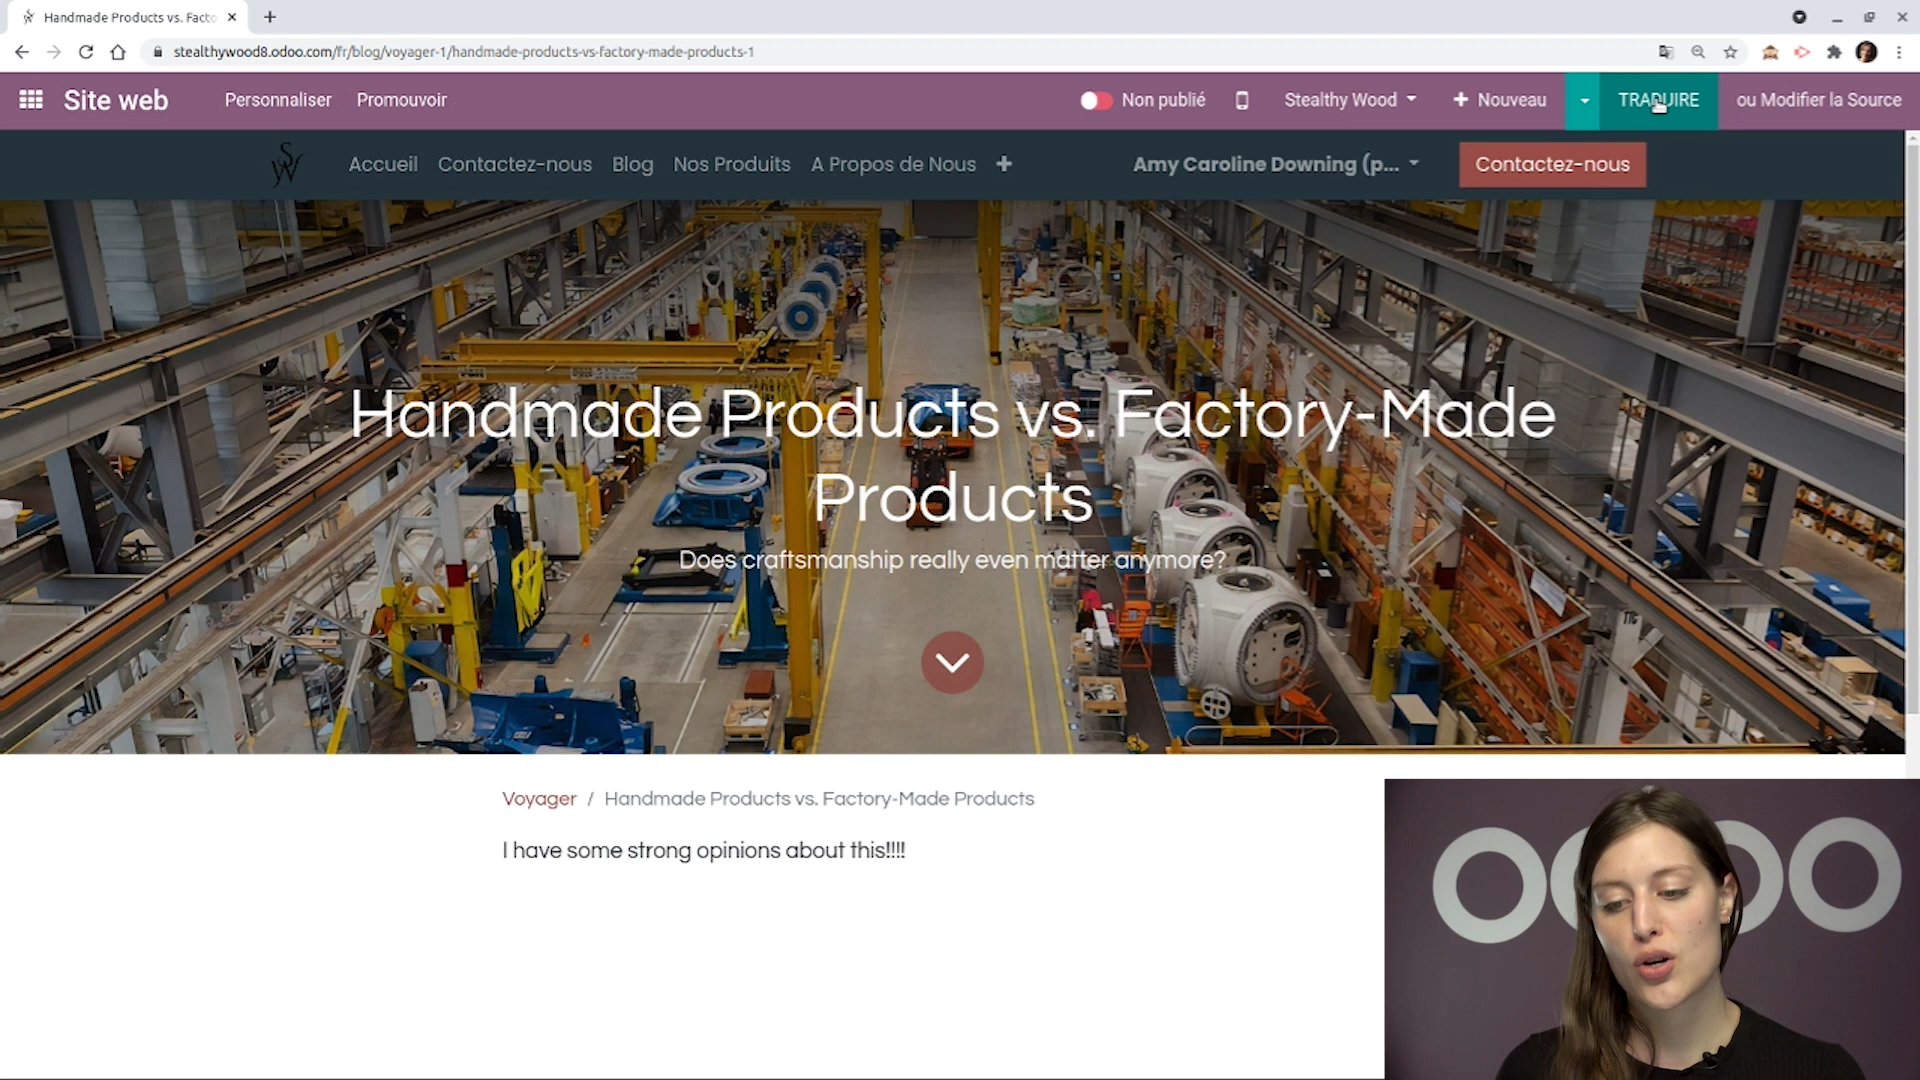 Handmade Products vs. Facto
stealthywood8.odoo.com/fr/blog/voyager-1/handmade-products-vs-factory-made-products-1
Site web
Personnaliser
Promouvoir
Non publié
Stealthy Wood
Nouveau
TRADUIRE
ou Modifier la Source
SW
Accueil
Contactez-nous
Blog
Nos Produits
A Propos de Nous
Amy Caroline Downing (p...
Contactez-nous
Handmade Products vs. Factory-Made
Products
Does craftsmanship really even matter anymore?
Voyager / Handmade Products vs. Factory-Made Products
I have some strong opinions about this!!!!